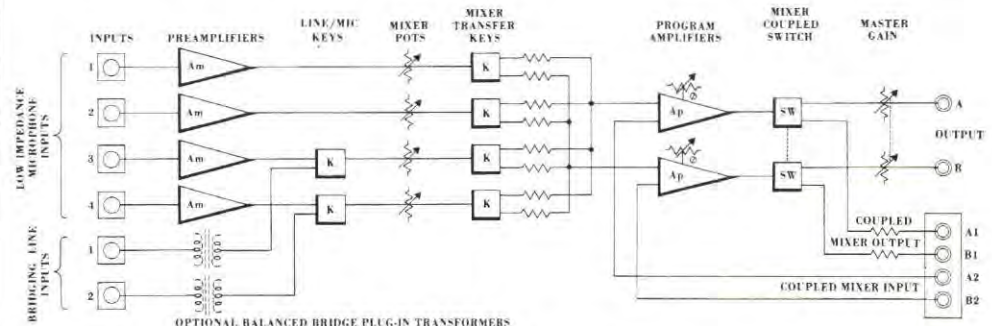 INPUTS
PREAMPLIFIERS
LINE/MIC
KEYS
MIXER
POTS
MIXER
TRANSFER
KEYS
PROGRAM
AMPLIFIERS
MIXER
COUPLED
SWITCH
MASTER
GAIN
LOW IMPEDANCE
MICROPHONE
INPUTS
1
Am
K
2
Am
K
3
Am
K
K
4
Am
K
K
Ap
SW
A
OUTPUT
Ap
SW
B
BRIDGING LINE
INPUTS
1
2
COUPLED
A1
MIXER OUTPUT
B1
A2
COUPLED MIXER INPUT
B2
OPTIONAL BALANCED BRIDGE PLUG-IN TRANSFORMERS